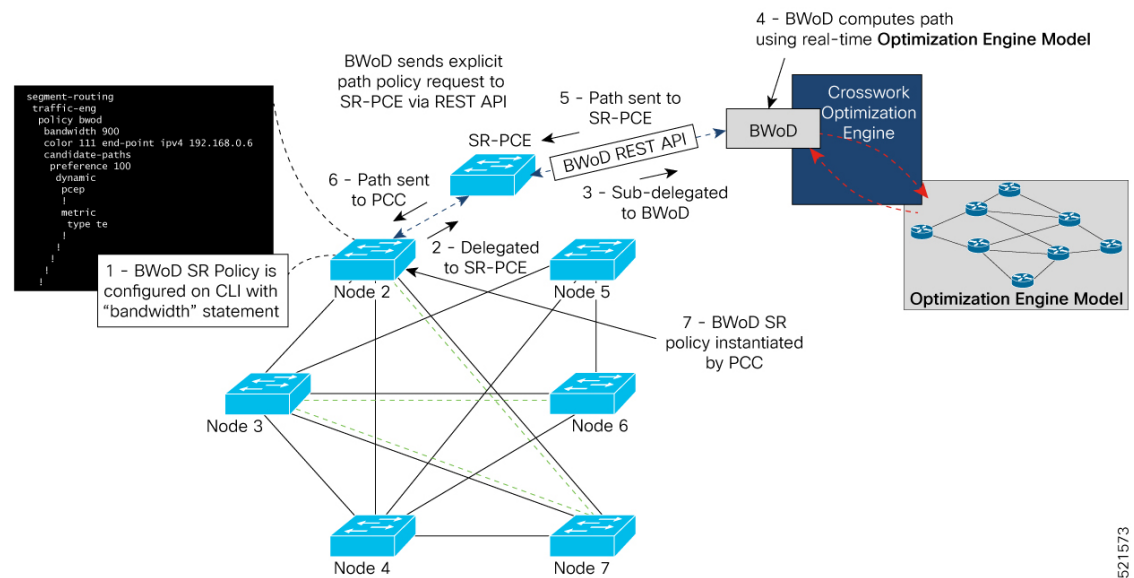 4 - BWoD computes path
using real-time Optimization Engine Model
BWoD sends explicit
path policy request to
SR-PCE via REST API
5 - Path sent to
SR-PCE
Crosswork
Optimization
Engine
BWoD
segment-routing
traffic-eng
policy bwod
bandwidth 900
color 111 end-point ipv4 192.168.0.6
candidate-paths
preference 100
dynamic
pcep
!
metric
type te
!
!
!
!
SR-PCE
BWoD REST API
6 - Path sent
to PCC
3 - Sub-delegated
to BWoD
2 - Delegated
to SR-PCE
1 - BWoD SR Policy is
configured on CLI with
“bandwidth” statement
Node 2
Node 5
Optimization Engine Model
7 - BWoD SR
policy instantiated
by PCC
Node 3
Node 6
Node 4
Node 7
521573